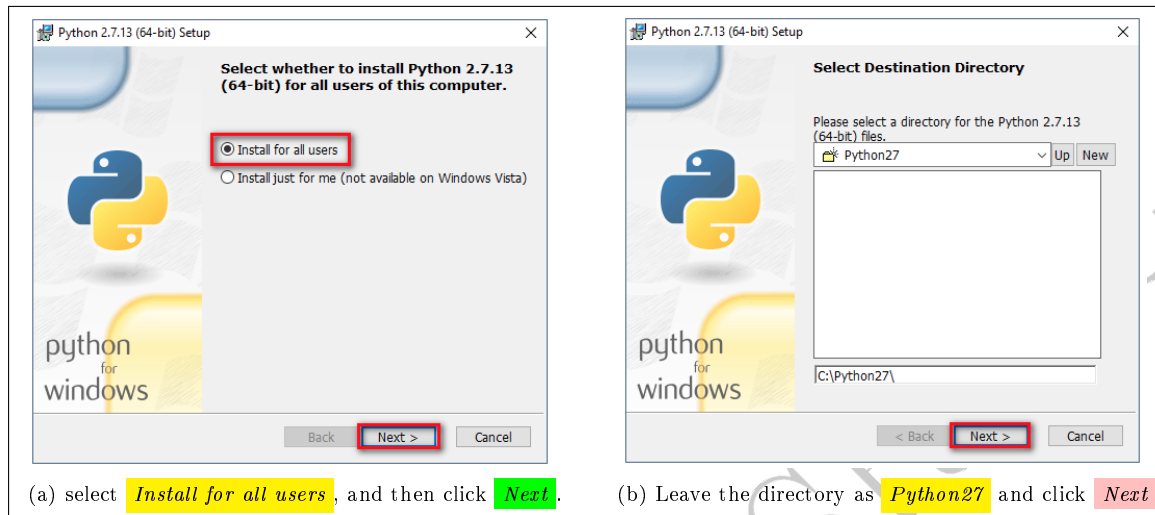 Python 2.7.13 (64-bit) Setup
Select whether to install Python 2.7.13
(64-bit) for all users of this computer.
Install for all users
Install just for me (not available on Windows Vista)
python
for
windows
Back
Next >
Cancel
(a) select Install for all users, and then click Next.
Python 2.7.13 (64-bit) Setup
Select Destination Directory
Please select a directory for the Python 2.7.13
(64-bit) files.
Python27
Up
New
C:\Python27\
python
for
windows
< Back
Next >
Cancel
(b) Leave the directory as Python27 and click Next